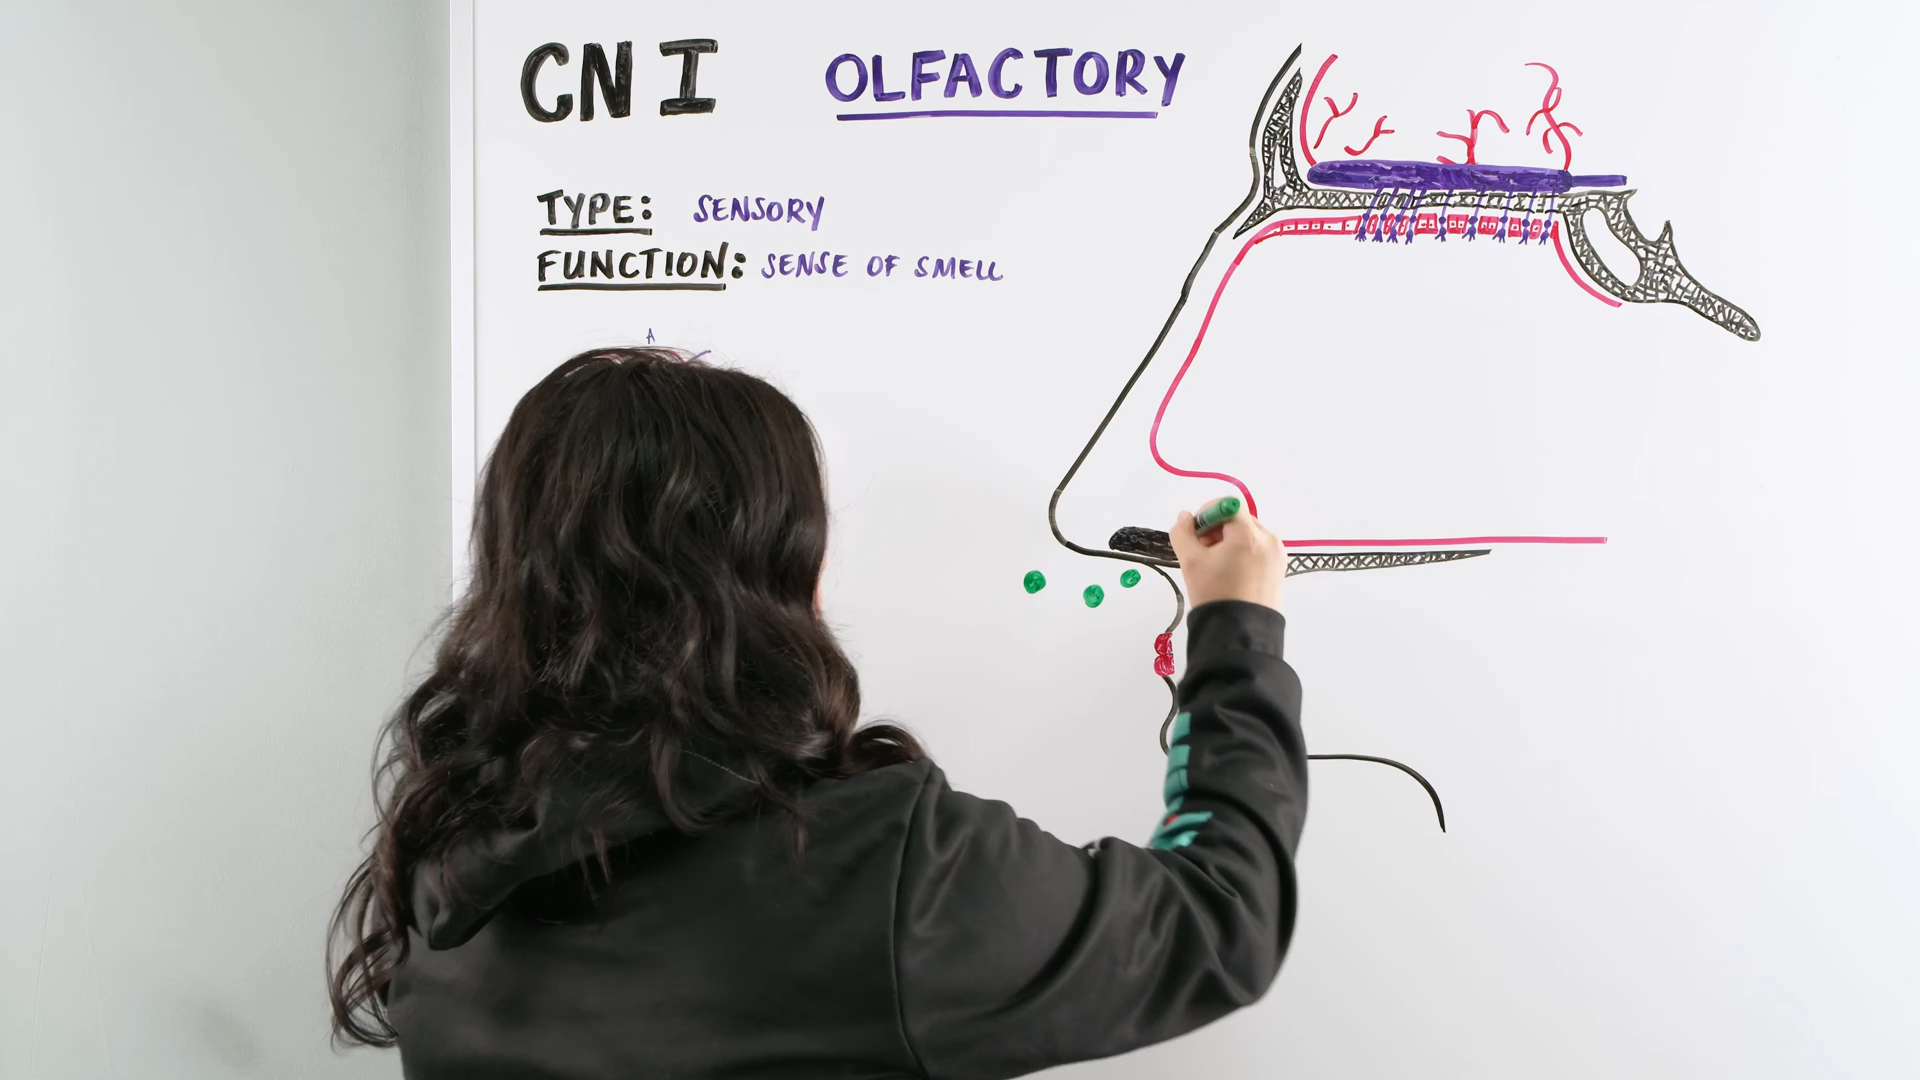 CN I OLFACTORY
TYPE: SENSORY
FUNCTION: SENSE OF SMELL